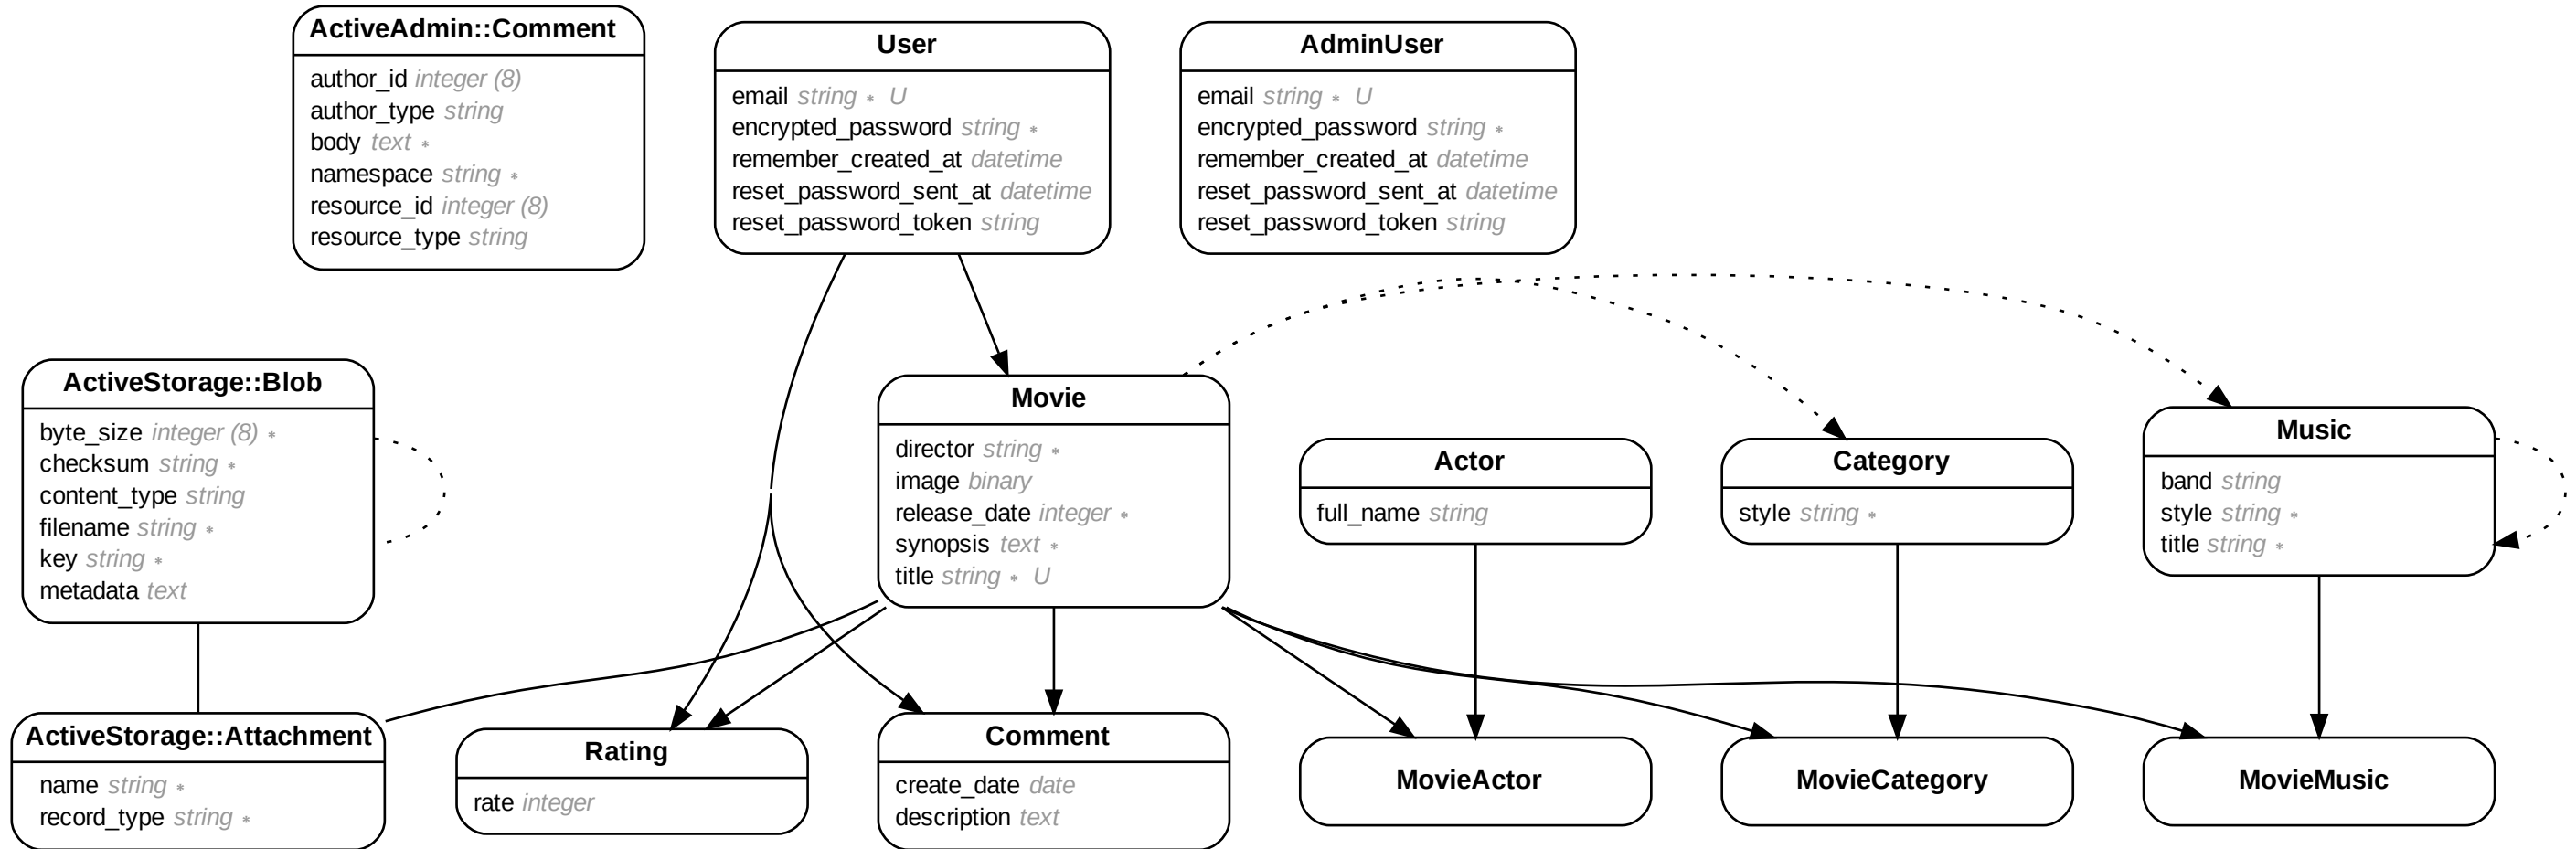 ActiveAdmin::Comment
author_id integer (8)
author_type string
body text *
namespace string *
resource_id integer (8)
resource_type string
User
email string * U
encrypted_password string *
remember_created_at datetime
reset_password_sent_at datetime
reset_password_token string
AdminUser
email string * U
encrypted_password string *
remember_created_at datetime
reset_password_sent_at datetime
reset_password_token string
ActiveStorage::Blob
byte_size integer (8) *
checksum string *
content_type string
filename string *
key string *
metadata text
Movie
director string *
image binary
release_date integer *
synopsis text *
title string * U
Actor
full_name string
Category
style string *
Music
band string
style string *
title string *
ActiveStorage::Attachment
name string *
record_type string *
Rating
rate integer
Comment
create_date date
description text
MovieActor
MovieCategory
MovieMusic